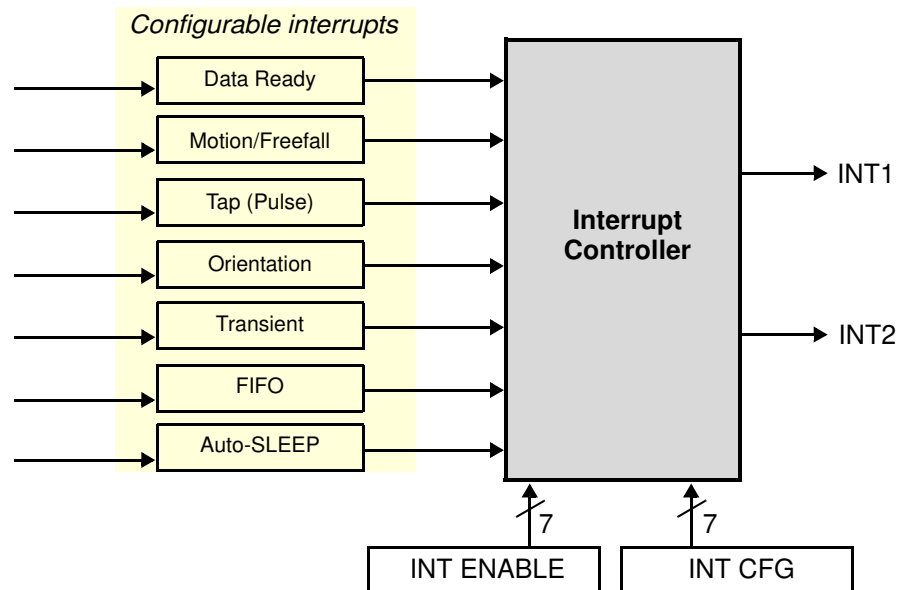 Configurable interrupts
Data Ready
Motion/Freefall
Tap (Pulse)
Orientation
Transient
FIFO
Auto-SLEEP
Interrupt
Controller
INT1
INT2
7
7
INT ENABLE
INT CFG